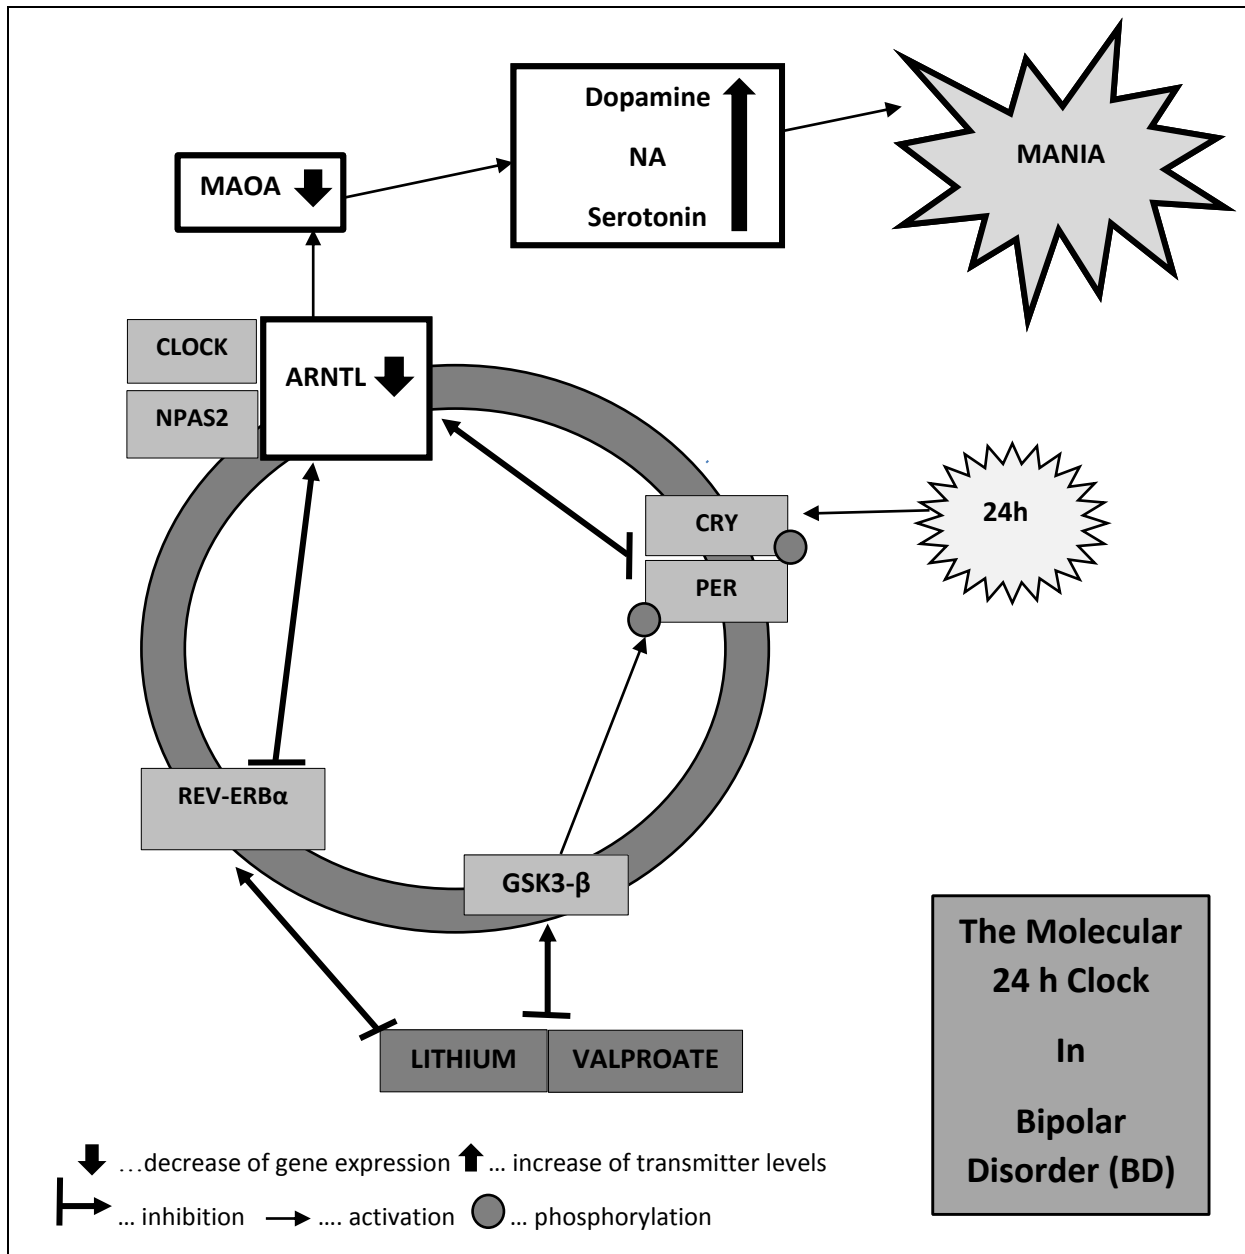 Dopamine
NA
Serotonin
MANIA
MAOA
CLOCK
NPAS2
ARNTL
CRY
PER
24h
REV-ERBα
GSK3-β
LITHIUM
VALPROATE
The Molecular
24 h Clock
In
Bipolar
Disorder (BD)
...decrease of gene expression ... increase of transmitter levels
... inhibition .... activation ... phosphorylation